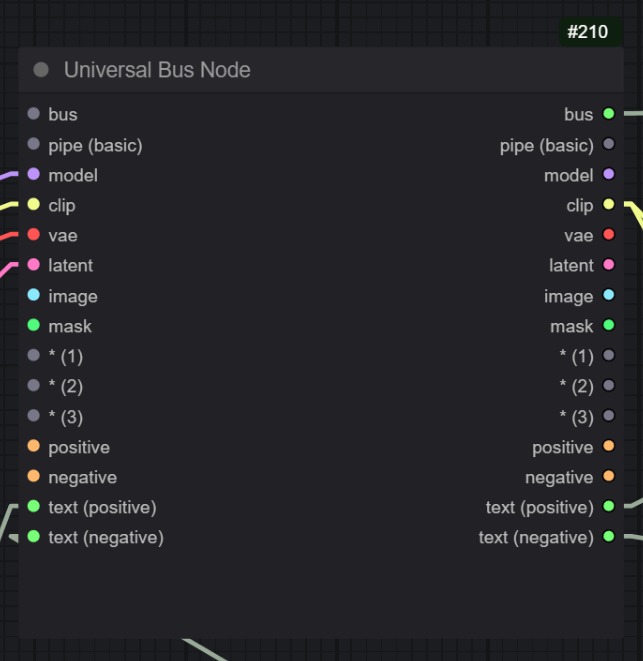 #210
Universal Bus Node
bus bus
pipe (basic) pipe (basic)
model model
clip clip
vae vae
latent latent
image image
mask mask
* (1) * (1)
* (2) * (2)
* (3) * (3)
positive positive
negative negative
text (positive) text (positive)
text (negative) text (negative)